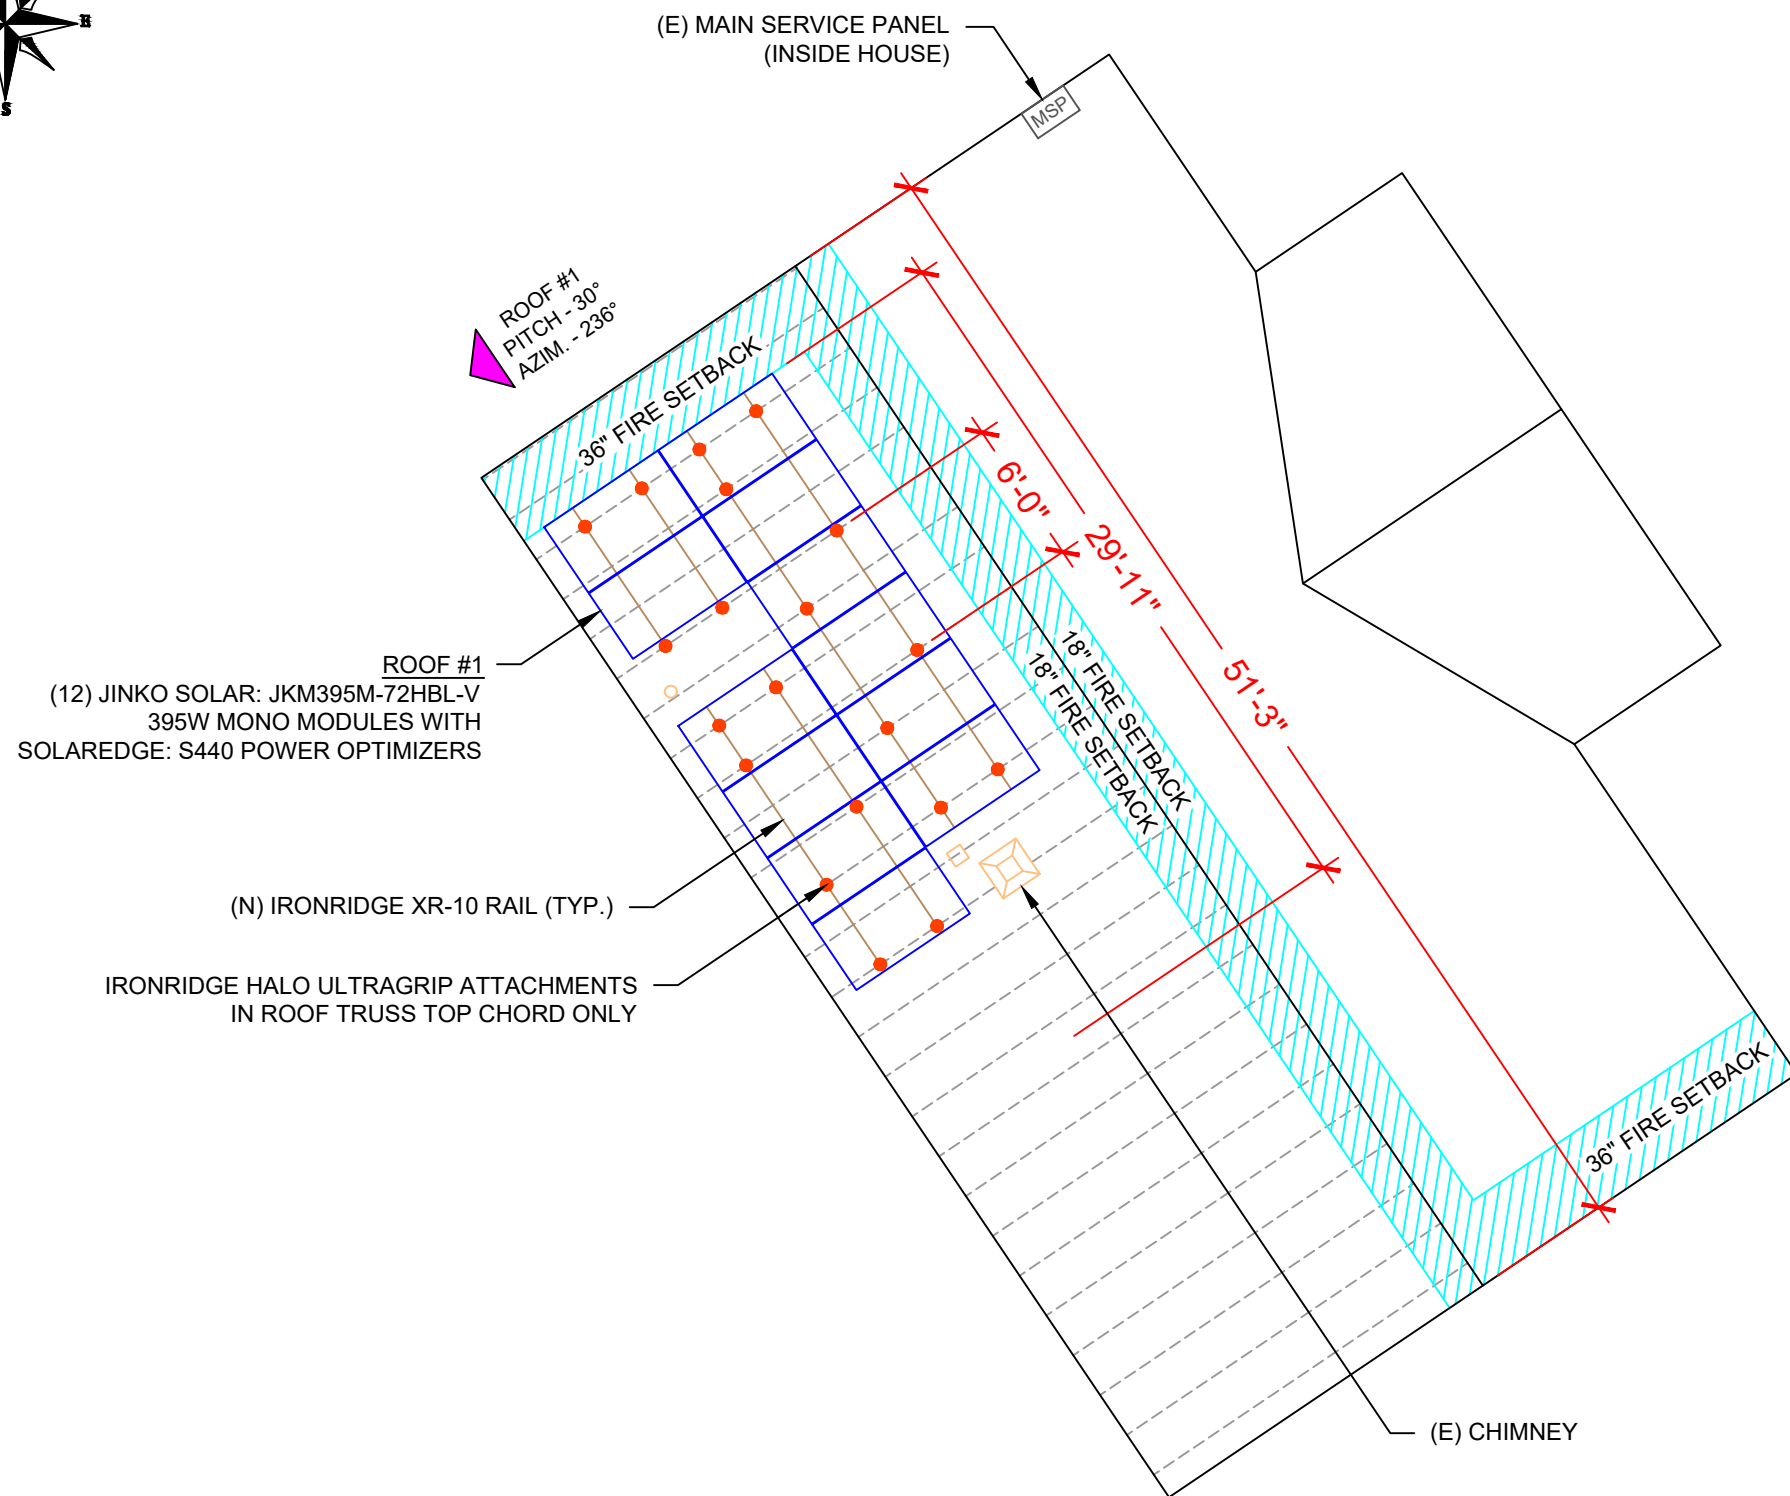 E
S
(E) MAIN SERVICE PANEL
(INSIDE HOUSE)
MSP
ROOF #1
PITCH - 30°
AZIM. - 236°
36" FIRE SETBACK
6'-0"
29'-11"
51'-3"
18" FIRE SETBACK
18" FIRE SETBACK
ROOF #1
(12) JINKO SOLAR: JKM395M-72HBL-V
395W MONO MODULES WITH
SOLAREDGE: S440 POWER OPTIMIZERS
(N) IRONRIDGE XR-10 RAIL (TYP.)
IRONRIDGE HALO ULTRAGRIP ATTACHMENTS
IN ROOF TRUSS TOP CHORD ONLY
36" FIRE SETBACK
(E) CHIMNEY